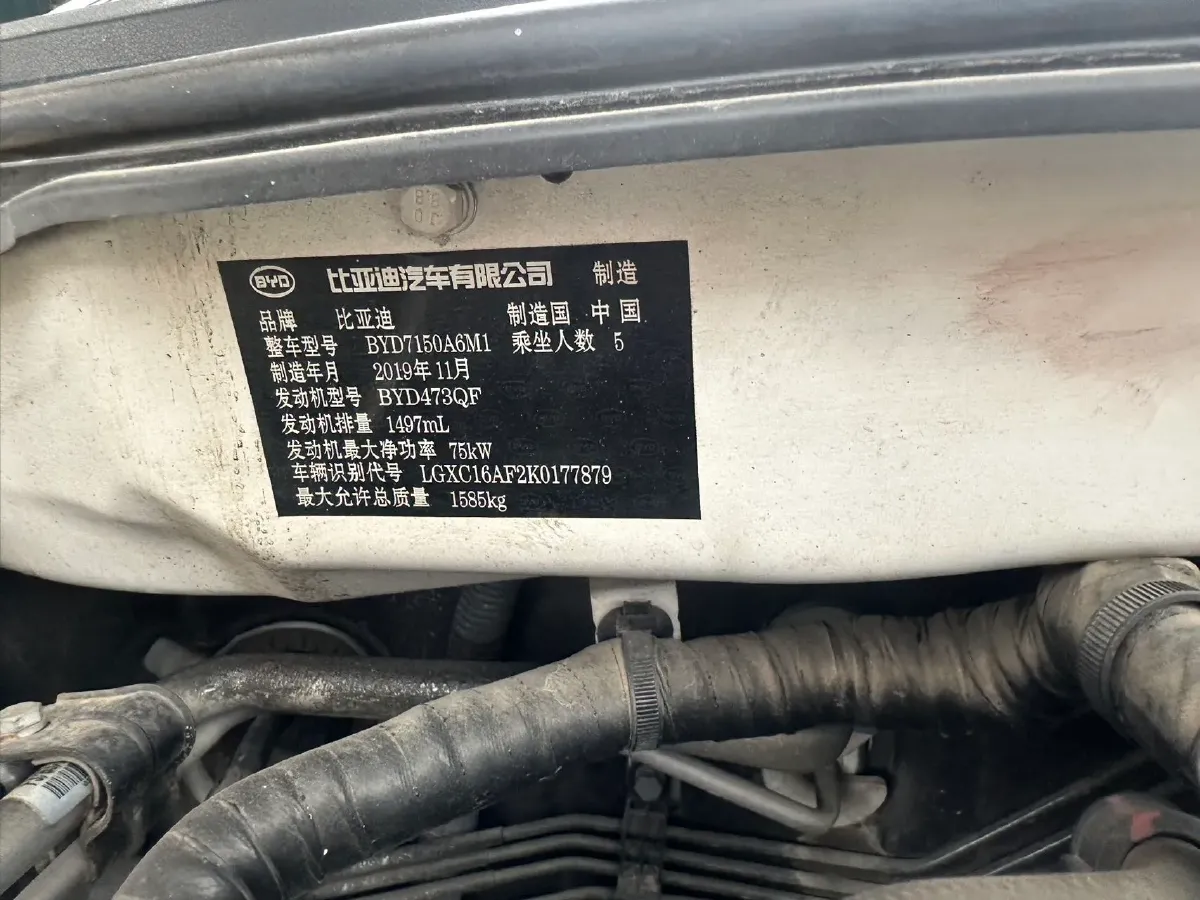 BYD 比亚迪汽车有限公司 制造
品牌 比亚迪 制造国 中国
整车型号 BYD7150A6M1 乘坐人数 5
制造年月 2019年11月
发动机型号 BYD473QF
发动机排量 1497mL
发动机最大净功率 75kW
车辆识别代号 LGXC16AF2K0177879
最大允许总质量 1585kg